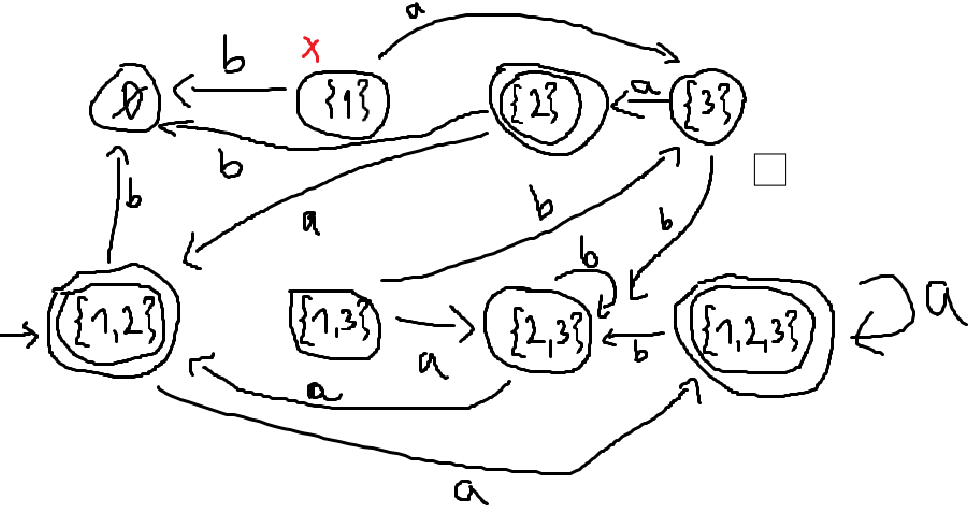 a
x
b
∅ {1} {2} a {3}
b
b a b b
b
{1,2} {1,3} {2,3} b {1,2,3} a
a
a
a